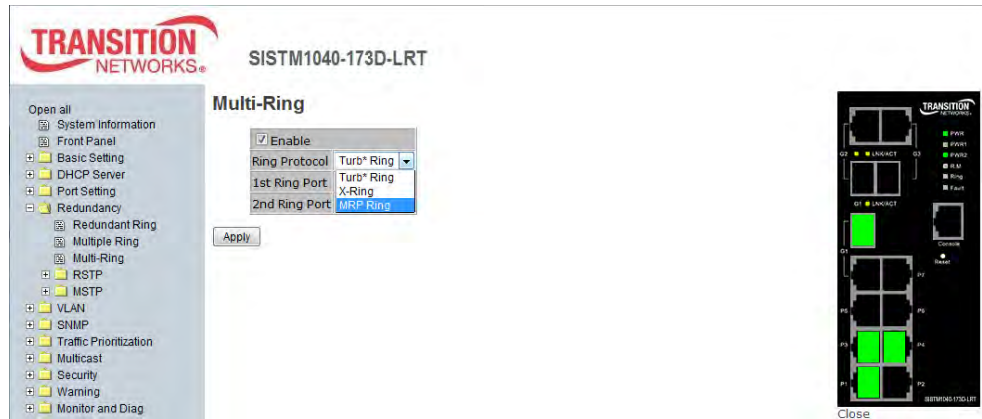 TRANSITION
NETWORKS®
SISTM1040-173D-LRT
Open all
System Information
Front Panel
Basic Setting
DHCP Server
Port Setting
Redundancy
Redundant Ring
Multiple Ring
Multi-Ring
RSTP
MSTP
VLAN
SNMP
Traffic Prioritization
Multicast
Security
Warning
Monitor and Diag
Multi-Ring
Enable
Ring Protocol Turb* Ring
Turb* Ring
X-Ring
MRP Ring
1st Ring Port
2nd Ring Port
Apply
TRANSITION
NETWORKS.
PWR
PWR1
PWR2
R.M
Ring
Fault
G2 LNK/ACT G3
G1 LNK/ACT
G1
Console
Reset
P7
P5 P6
P3 P4
P1 P2
SISTM1040-173D-LRT
Close